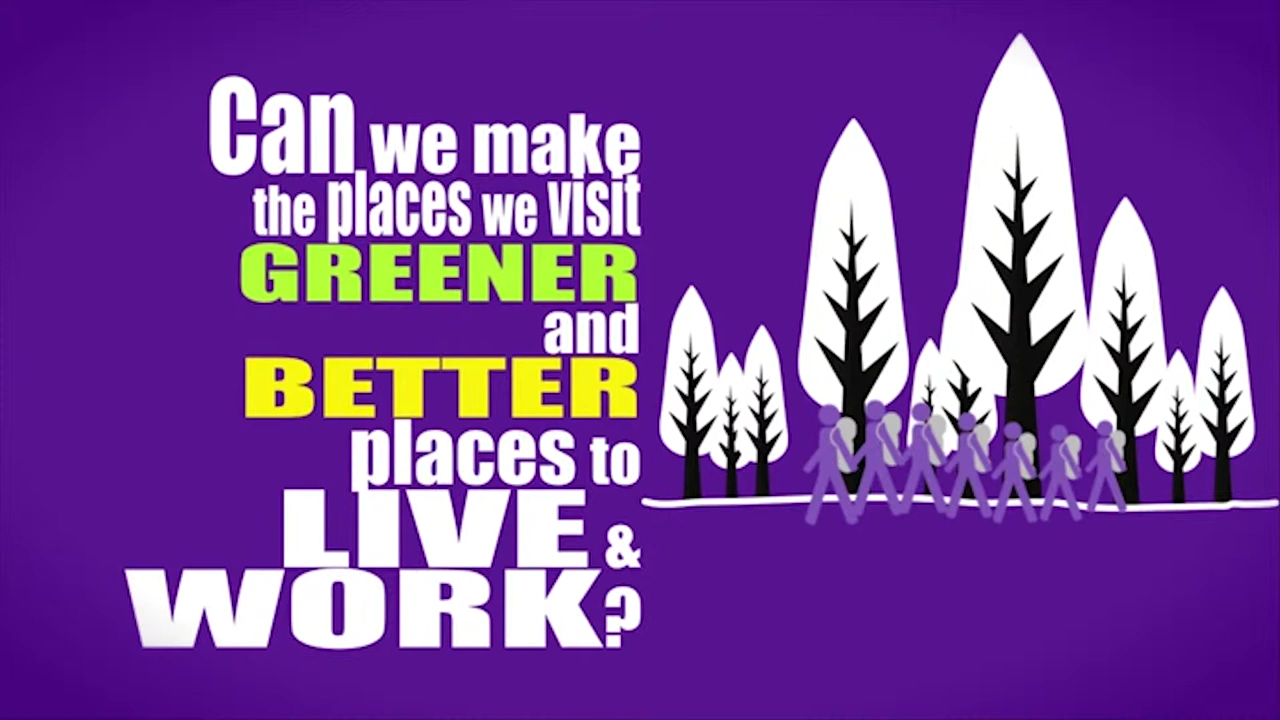 Can we make
the places we visit
GREENER
and
BETTER
places to
LIVE &
WORK?